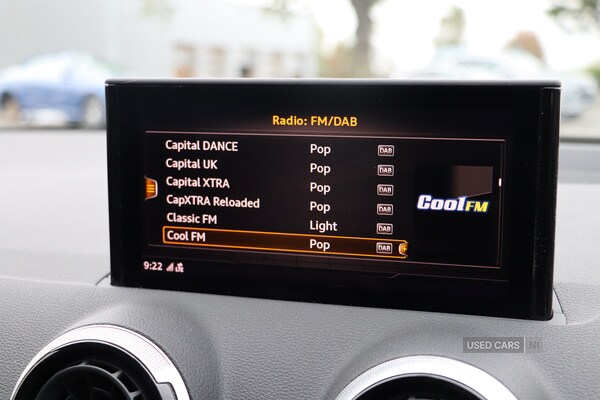 Radio: FM/DAB
Capital DANCE Pop DAB
Capital UK Pop DAB
Capital XTRA Pop DAB
CapXTRA Reloaded Pop DAB
Classic FM Light DAB
Cool FM Pop DAB
CoolFM
9:22 LTE
USED CARS NI